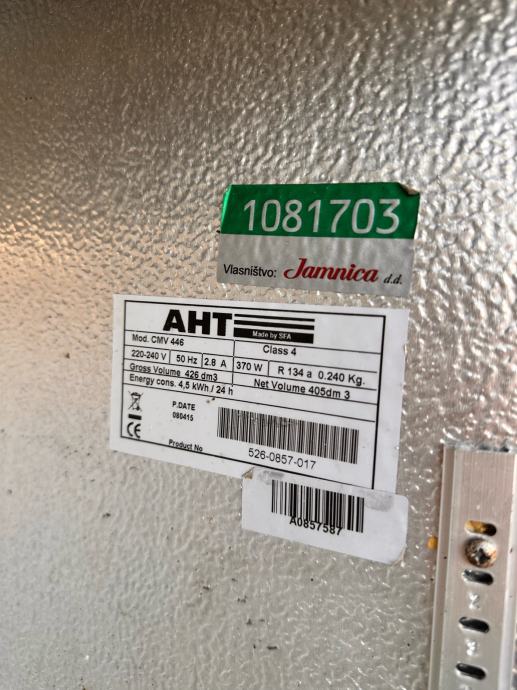 1081703
Vlasništvo: Jamnica d.d.
AHT
Made by SFA
Mod. CMV 446
Class 4
220-240 V 50 Hz 2.8 A 370 W R 134 a 0.240 Kg.
Gross Volume 426 dm3 Net Volume 405dm 3
Energy cons. 4,5 kWh / 24 h
P.DATE
080415
CE
Product No 526-0857-017
A0857587